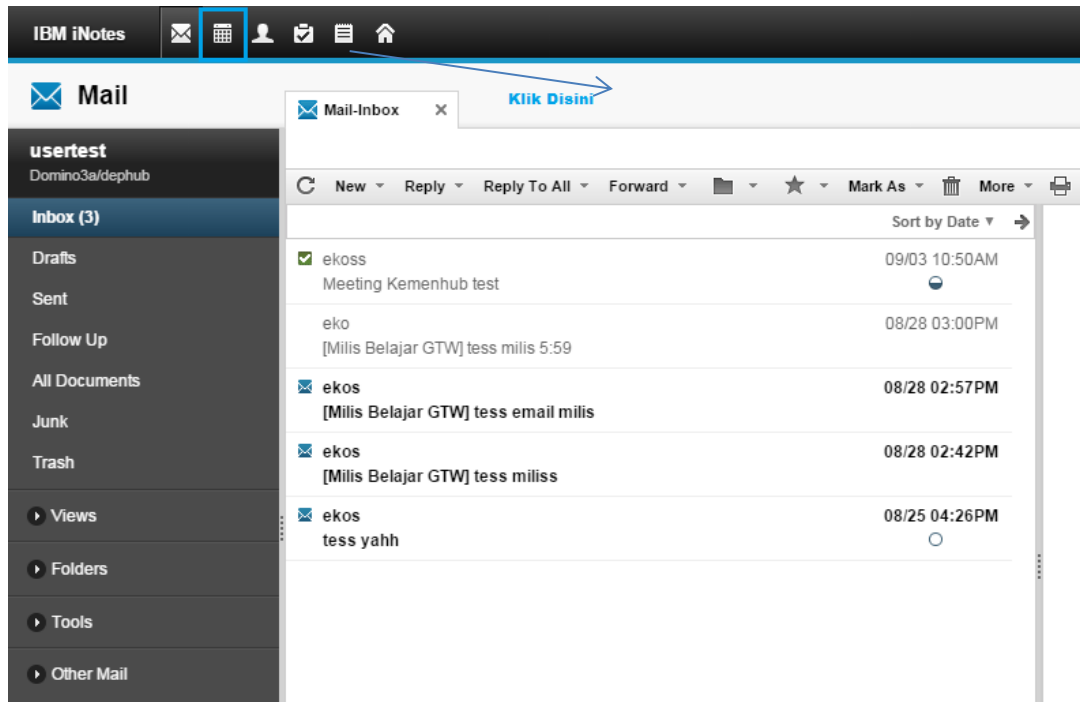 IBM iNotes
Mail
Mail-Inbox
Klik Disini
usertest
Domino3a/dephub
New Reply Reply To All Forward Mark As More
Inbox (3)
Sort by Date
Drafts
Sent
Follow Up
All Documents
Junk
Trash
Views
Folders
Tools
Other Mail
ekoss 09/03 10:50AM
Meeting Kemenhub test
eko 08/28 03:00PM
[Milis Belajar GTW] tess milis 5:59
ekos 08/28 02:57PM
[Milis Belajar GTW] tess email milis
ekos 08/28 02:42PM
[Milis Belajar GTW] tess miliss
ekos 08/25 04:26PM
tess yahh